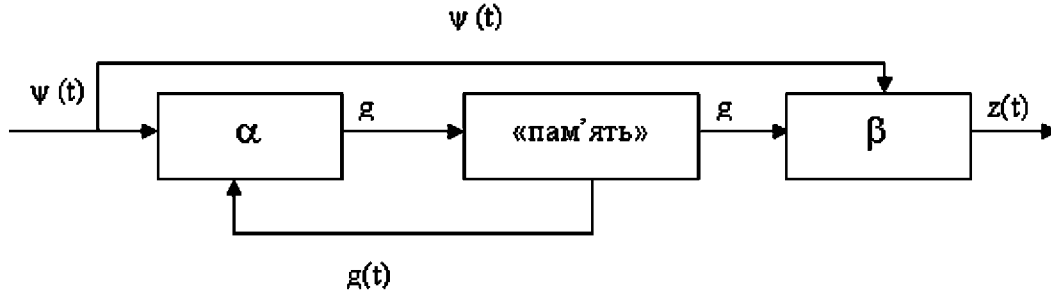 ψ (t)
ψ (t)
α
g
«пам’ять»
g
β
z(t)
g(t)